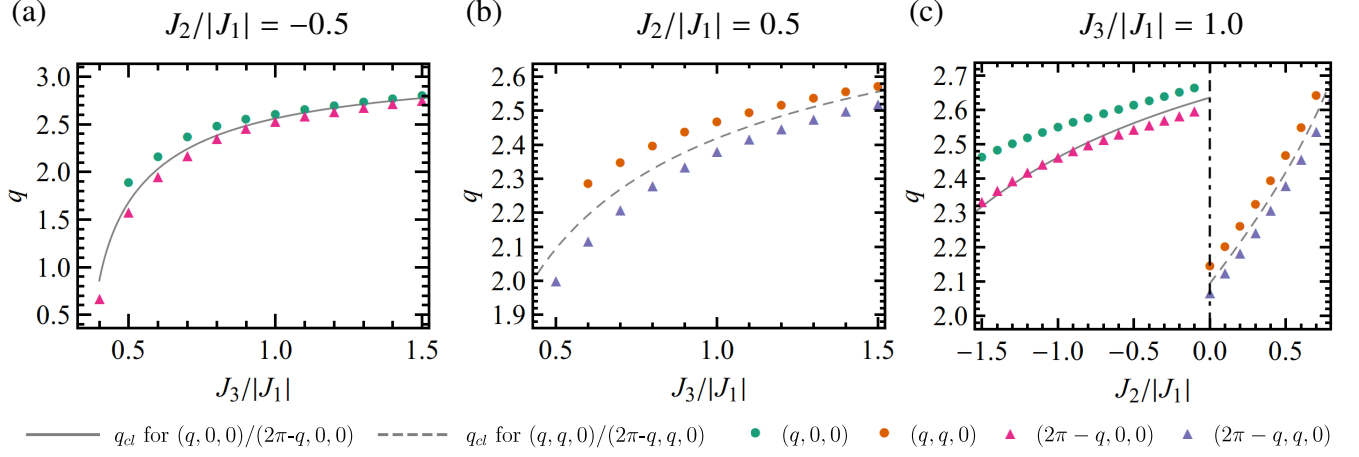 (a) J₂/|J₁| = −0.5
(b) J₂/|J₁| = 0.5
(c) J₃/|J₁| = 1.0
q
3.0
2.5
2.0
1.5
1.0
0.5
0.5 1.0 1.5
J₃/|J₁|
q
2.6
2.5
2.4
2.3
2.2
2.1
2.0
1.9
0.5 1.0 1.5
J₃/|J₁|
q
2.7
2.6
2.5
2.4
2.3
2.2
2.1
2.0
−1.5 −1.0 −0.5 0.0 0.5
J₂/|J₁|
q_cl for (q,0,0)/(2π-q,0,0) q_cl for (q,q,0)/(2π-q,q,0) (q,0,0) (q,q,0) (2π − q,0,0) (2π − q,q,0)